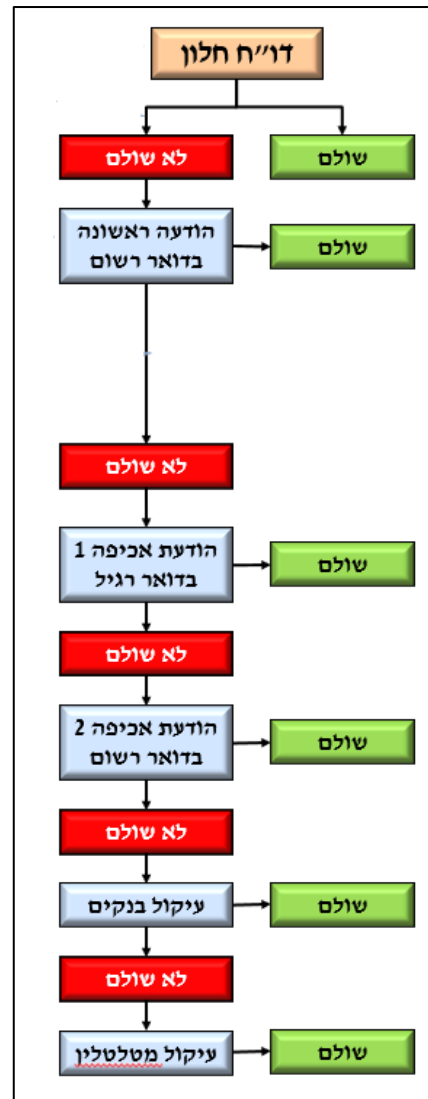 דו״ח חלון
לא שולם
שולם
הודעה ראשונה
בדואר רשום
שולם
לא שולם
הודעת אכיפה 1
בדואר רגיל
שולם
לא שולם
הודעת אכיפה 2
בדואר רשום
שולם
לא שולם
עיקול בנקים
שולם
לא שולם
עיקול מטלטלין
שולם